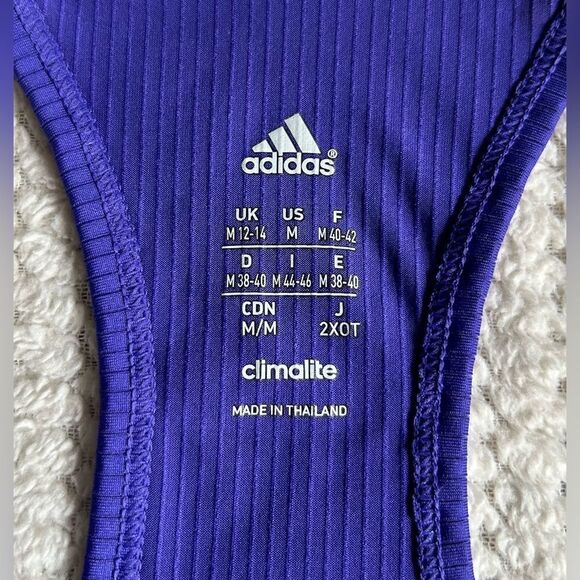 adidas®
UK US F
M 12-14 M M 40-42
D I E
M 38-40 M 44-46 M 38-40
CDN J
M/M 2XOT
climalite
MADE IN THAILAND